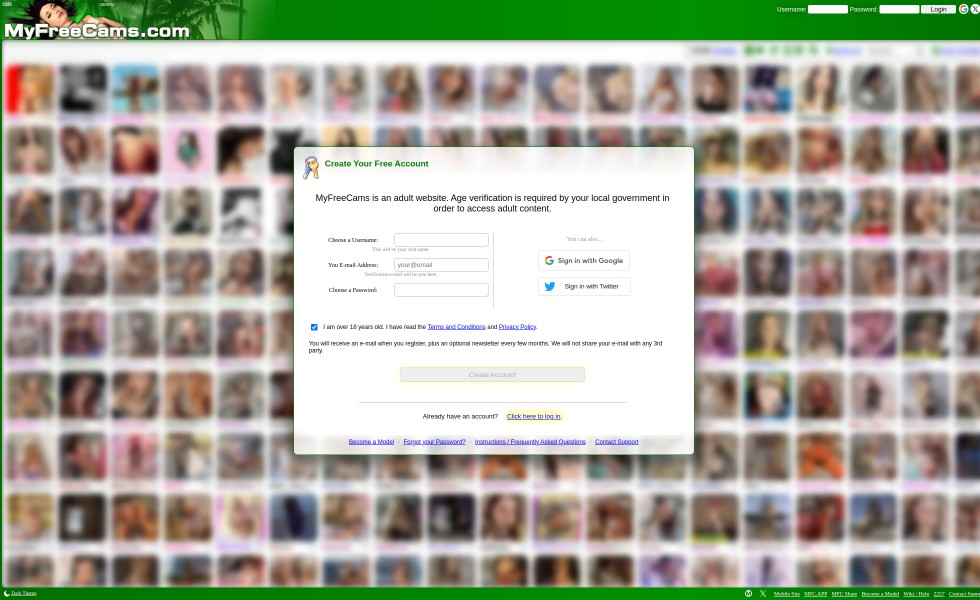 MyFreeCams.com
Username: Password: Login
Create Your Free Account
MyFreeCams is an adult website. Age verification is required by your local government in
order to access adult content.
Choose a Username:
This will be your chat name.
You E-mail Address: your@email
Verification e-mail will be sent here.
Choose a Password:
You can also...
Sign in with Google
Sign in with Twitter
I am over 18 years old. I have read the Terms and Conditions and Privacy Policy.
You will receive an e-mail when you register, plus an optional newsletter every few months. We will not share your e-mail with any 3rd
party.
Create Account!
Already have an account? Click here to log in.
Become a Model - Forgot your Password? - Instructions / Frequently Asked Questions - Contact Support
Dark Theme
Mobile Site MFC.APP MFC Share Become a Model Wiki / Help 2257 Contact